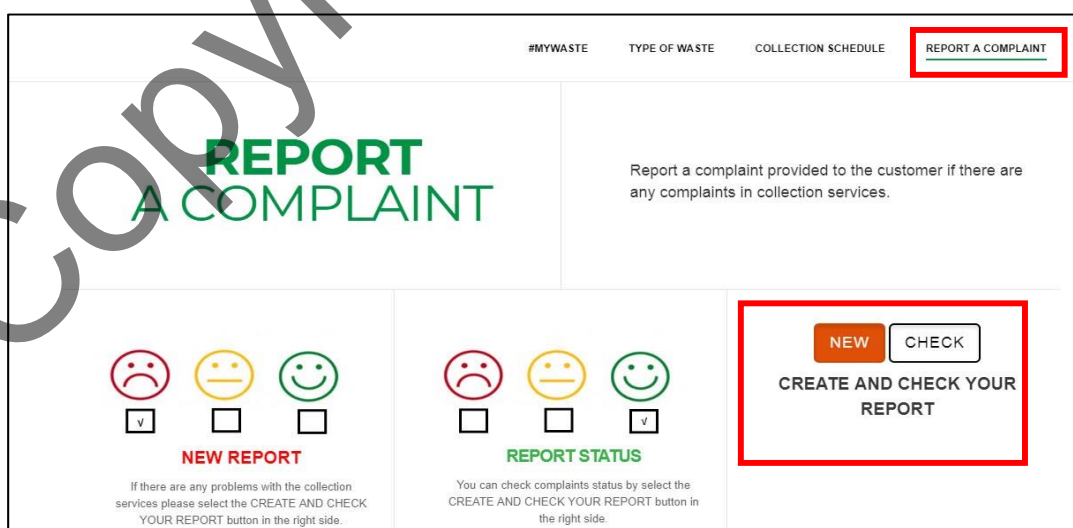 #MYWASTE TYPE OF WASTE COLLECTION SCHEDULE REPORT A COMPLAINT
REPORT
A COMPLAINT
Report a complaint provided to the customer if there are
any complaints in collection services.
√
NEW REPORT
If there are any problems with the collection
services please select the CREATE AND CHECK
YOUR REPORT button in the right side.
√
REPORT STATUS
You can check complaints status by select the
CREATE AND CHECK YOUR REPORT button in
the right side.
NEW CHECK
CREATE AND CHECK YOUR
REPORT